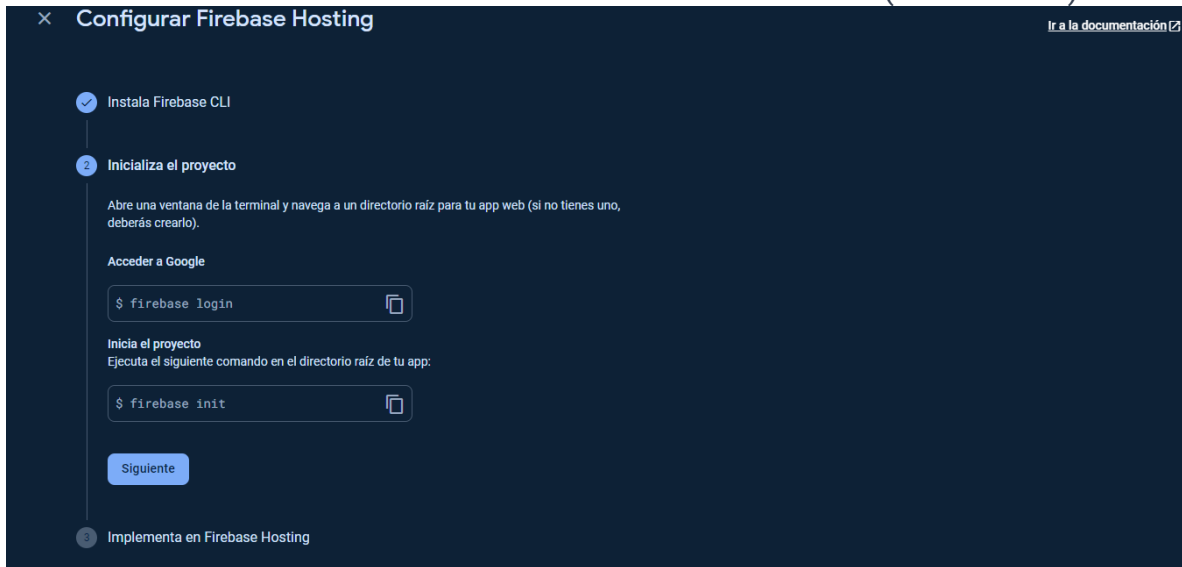 Configurar Firebase Hosting
Ir a la documentación
Instala Firebase CLI
2 Inicializa el proyecto
Abre una ventana de la terminal y navega a un directorio raíz para tu app web (si no tienes uno,
deberás crearlo).
Acceder a Google
$ firebase login
Inicia el proyecto
Ejecuta el siguiente comando en el directorio raíz de tu app:
$ firebase init
Siguiente
3 Implementa en Firebase Hosting